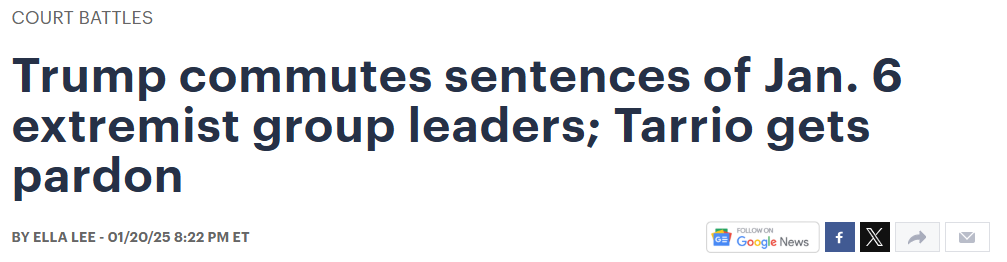 COURT BATTLES
Trump commutes sentences of Jan. 6
extremist group leaders; Tarrio gets
pardon
BY ELLA LEE - 01/20/25 8:22 PM ET
FOLLOW ON
GE Google News
f X